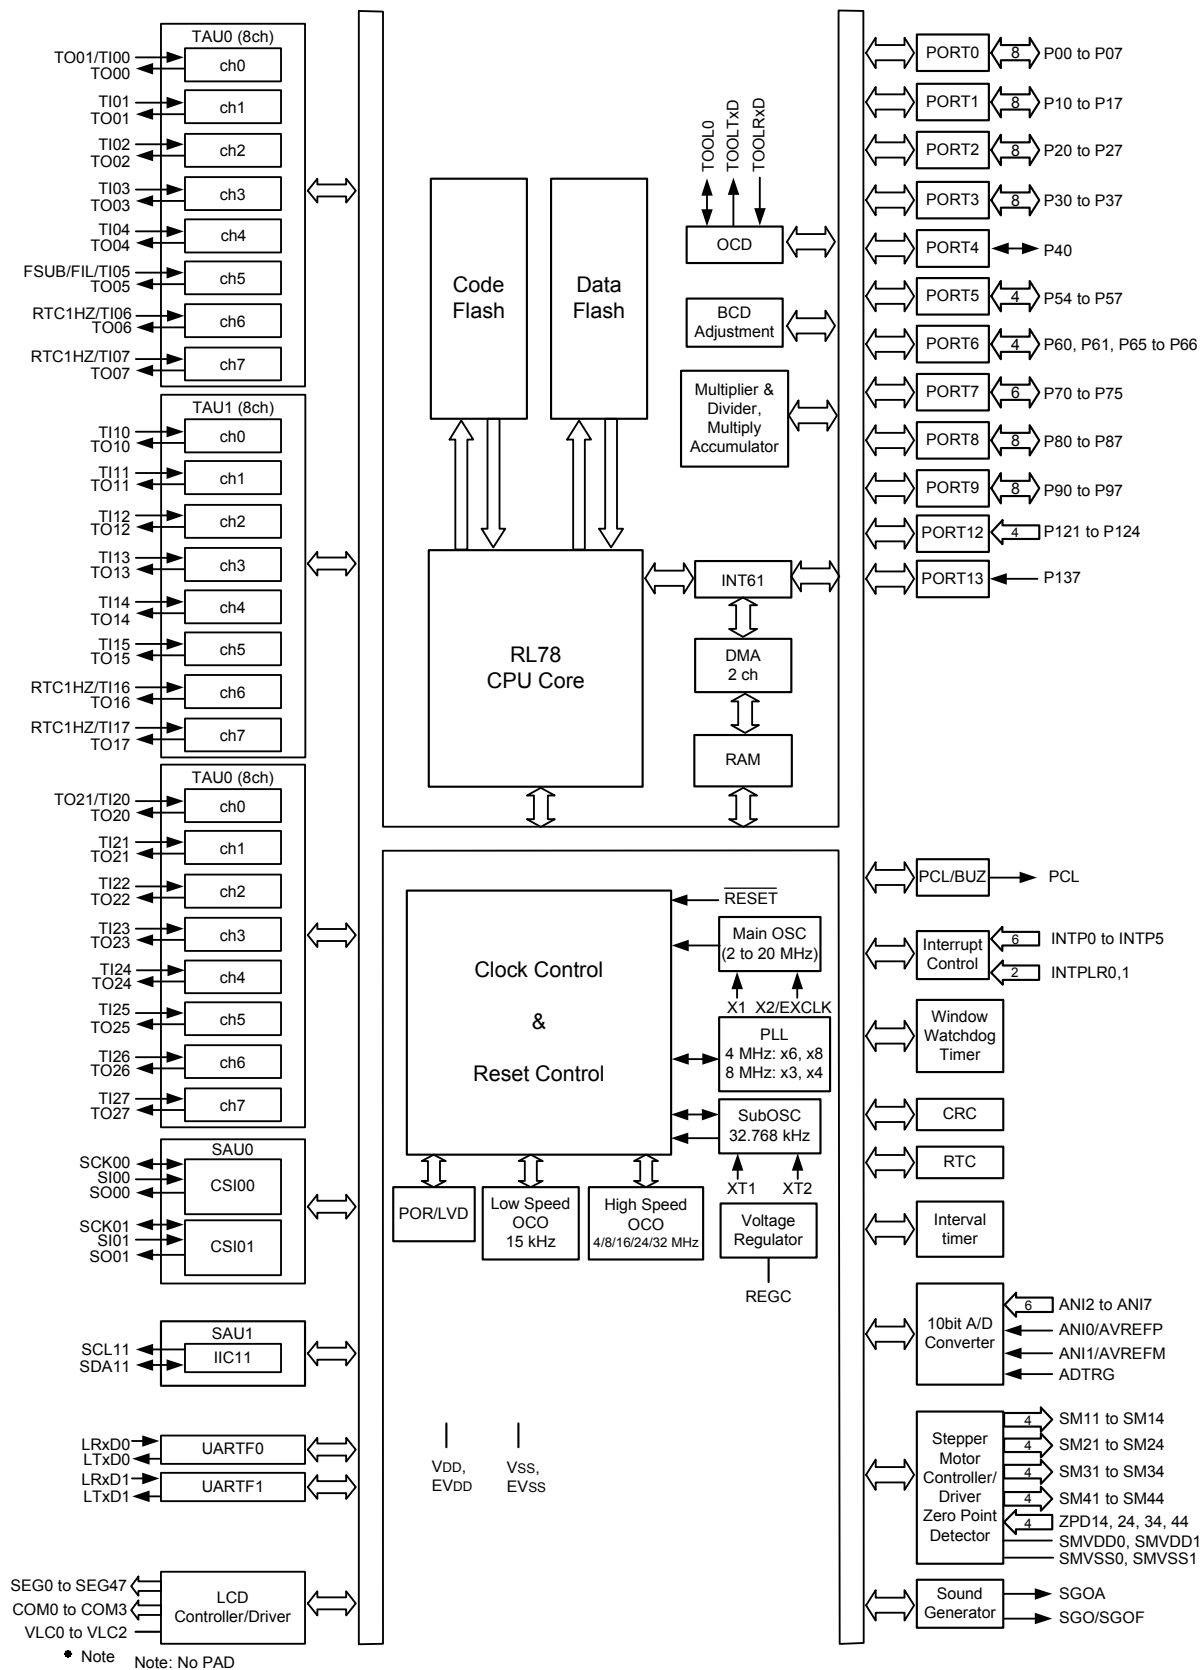 TAU0 (8ch)
TO01/TI00
TO00
ch0
TI01
TO01
ch1
TI02
TO02
ch2
TI03
TO03
ch3
TI04
TO04
ch4
FSUB/FIL/TI05
TO05
ch5
RTC1HZ/TI06
TO06
ch6
RTC1HZ/TI07
TO07
ch7
TAU1 (8ch)
TI10
TO10
ch0
TI11
TO11
ch1
TI12
TO12
ch2
TI13
TO13
ch3
TI14
TO14
ch4
TI15
TO15
ch5
RTC1HZ/TI16
TO16
ch6
RTC1HZ/TI17
TO17
ch7
TAU0 (8ch)
TO21/TI20
TO20
ch0
TI21
TO21
ch1
TI22
TO22
ch2
TI23
TO23
ch3
TI24
TO24
ch4
TI25
TO25
ch5
TI26
TO26
ch6
TI27
TO27
ch7
SAU0
SCK00
SI00
SO00
CSI00
SCK01
SI01
SO01
CSI01
SAU1
SCL11
SDA11
IIC11
LRxD0
LTxD0
UARTF0
LRxD1
LTxD1
UARTF1
SEG0 to SEG47
COM0 to COM3
VLC0 to VLC2
LCD
Controller/Driver
• Note
Note: No PAD
Code
Flash
Data
Flash
RL78
CPU Core
TOOL0
TOOLTxD
TOOLRxD
OCD
BCD
Adjustment
Multiplier &
Divider,
Multiply
Accumulator
INT61
DMA
2 ch
RAM
Clock Control
&
Reset Control
RESET
Main OSC
(2 to 20 MHz)
X1
X2/EXCLK
PLL
4 MHz: x6, x8
8 MHz: x3, x4
SubOSC
32.768 kHz
XT1
XT2
POR/LVD
Low Speed
OCO
15 kHz
High Speed
OCO
4/8/16/24/32 MHz
Voltage
Regulator
REGC
VDD,
EVDD
VSS,
EVSS
PORT0
8
P00 to P07
PORT1
8
P10 to P17
PORT2
8
P20 to P27
PORT3
8
P30 to P37
PORT4
P40
PORT5
4
P54 to P57
PORT6
4
P60, P61, P65 to P66
PORT7
6
P70 to P75
PORT8
8
P80 to P87
PORT9
8
P90 to P97
PORT12
4
P121 to P124
PORT13
P137
PCL/BUZ
PCL
Interrupt
Control
6
INTP0 to INTP5
2
INTPLR0,1
Window
Watchdog
Timer
CRC
RTC
Interval
timer
10bit A/D
Converter
6
ANI2 to ANI7
ANI0/AVREFP
ANI1/AVREFM
ADTRG
Stepper
Motor
Controller/
Driver
Zero Point
Detector
4
SM11 to SM14
4
SM21 to SM24
4
SM31 to SM34
4
SM41 to SM44
4
ZPD14, 24, 34, 44
SMVDD0, SMVDD1
SMVSS0, SMVSS1
Sound
Generator
SGOA
SGO/SGOF